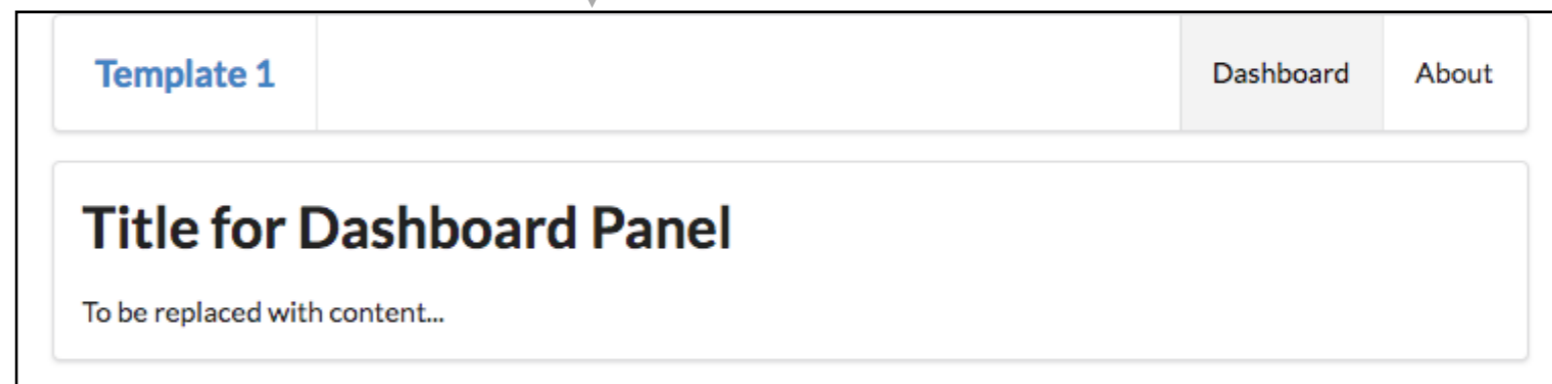 Template 1
Dashboard
About
Title for Dashboard Panel
To be replaced with content...